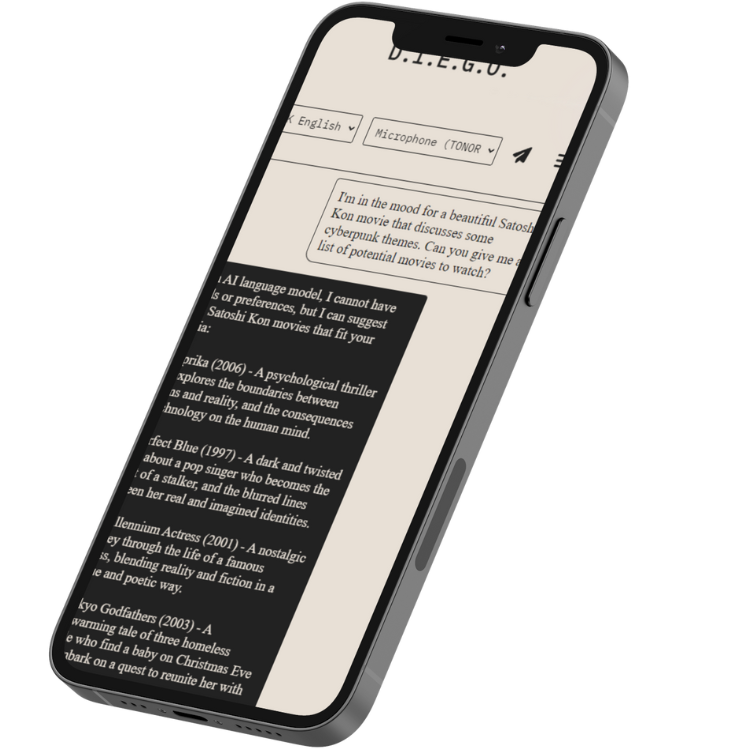 D.I.E.G.O.
English
Microphone (TONOR
I'm in the mood for a beautiful Satosh
Kon movie that discusses some
cyberpunk themes. Can you give me a
list of potential movies to watch?
AI language model, I cannot have
s or preferences, but I can suggest
Satoshi Kon movies that fit your
ia:
prika (2006) - A psychological thriller
xplores the boundaries between
ns and reality, and the consequences
hnology on the human mind.
rfect Blue (1997) - A dark and twisted
about a pop singer who becomes the
of a stalker, and the blurred lines
een her real and imagined identities.
llennium Actress (2001) - A nostalgic
ey through the life of a famous
ss, blending reality and fiction in a
e and poetic way.
kyo Godfathers (2003) - A
warming tale of three homeless
e who find a baby on Christmas Eve
bark on a quest to reunite her with